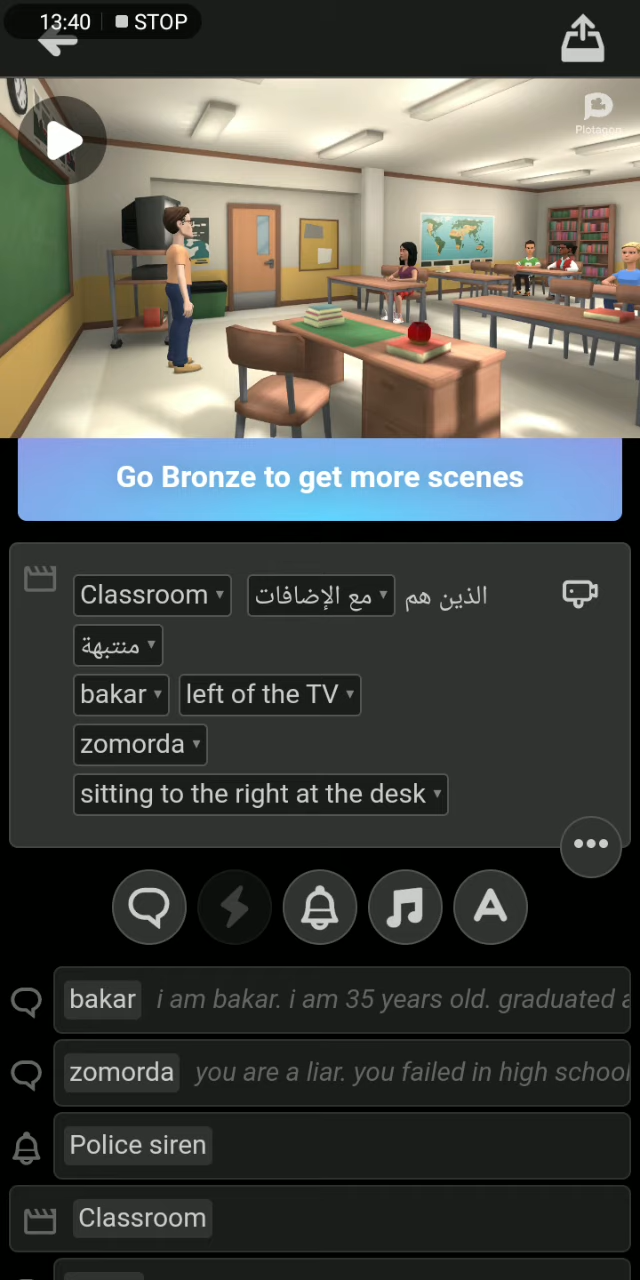 13:40 STOP
Plotagon
Go Bronze to get more scenes
Classroom مع الإضافات الذين هم
منتبهة
bakar left of the TV
zomorda
sitting to the right at the desk
bakar i am bakar. i am 35 years old. graduated
zomorda you are a liar. you failed in high school
Police siren
Classroom